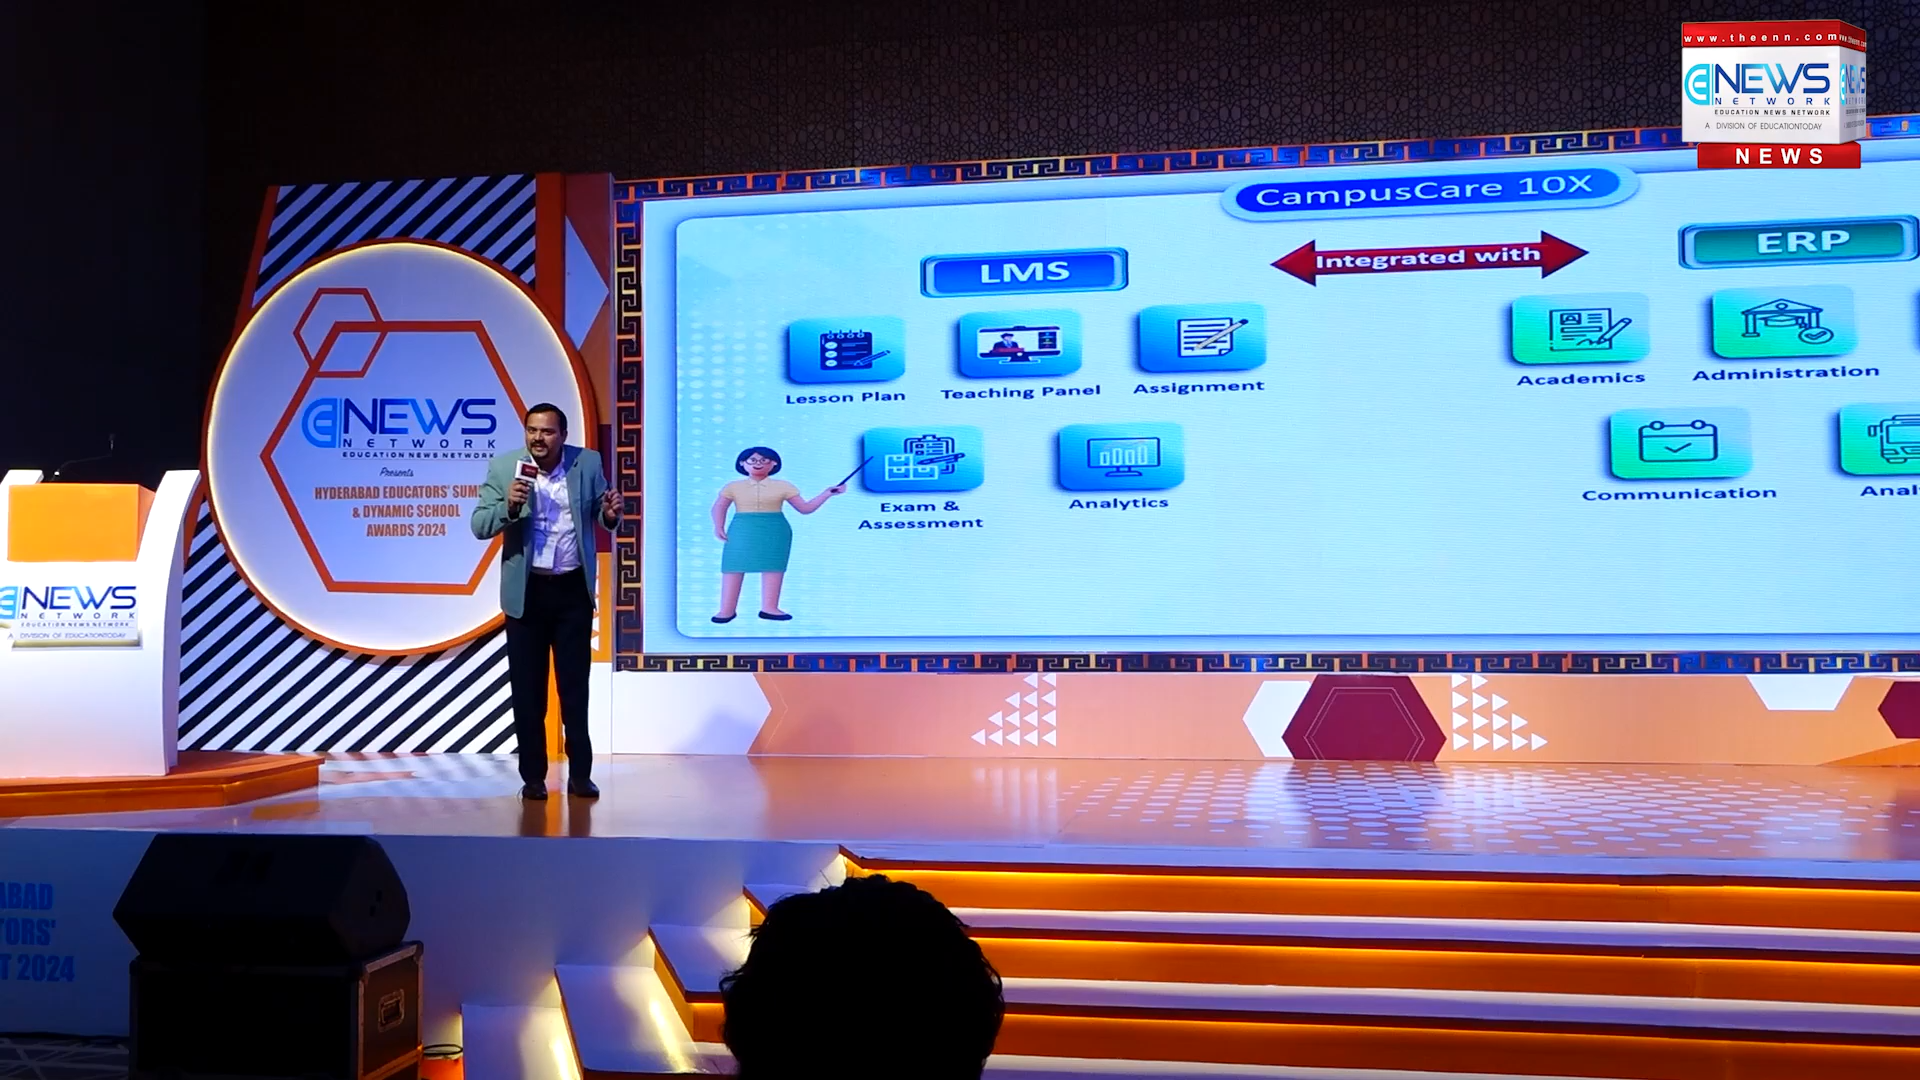 www.theenn.com
ENEWS
NETWORK
EDUCATION NEWS NETWORK
A DIVISION OF EDUCATIONTODAY
NEWS
CampusCare 10X
LMS
Integrated with
ERP
Lesson Plan
Teaching Panel
Assignment
Academics
Administration
Exam &
Assessment
Analytics
Communication
Analy
ENEWS
NETWORK
EDUCATION NEWS NETWORK
Presents
HYDERABAD EDUCATORS' SUM
& DYNAMIC SCHOOL
AWARDS 2024
ENEWS
NETWORK
EDUCATION NEWS NETWORK
A DIVISION OF EDUCATIONTODAY
ABAD
TORS'
T 2024